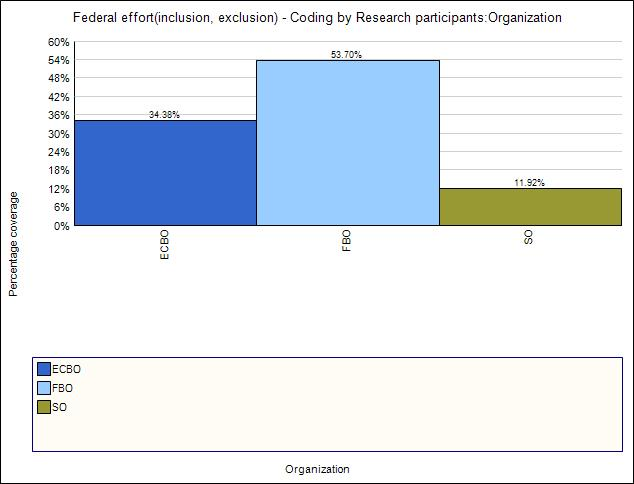 Federal effort(inclusion, exclusion) - Coding by Research participants:Organization
60%
54%
48%
42%
36%
30%
24%
18%
12%
6%
0%
34.38%
53.70%
11.92%
Percentage coverage
ECBO
FBO
SO
ECBO
FBO
SO
Organization